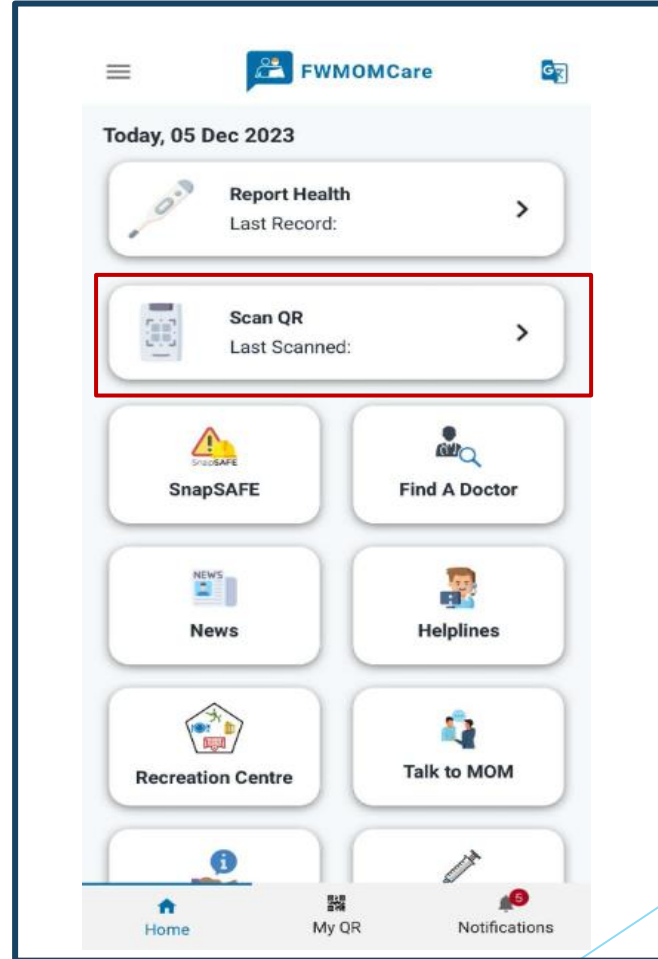 FWMOMCare
Today, 05 Dec 2023
Report Health
Last Record:
Scan QR
Last Scanned:
SnapSAFE
SnapSAFE
Find A Doctor
NEWS
News
Helplines
Recreation Centre
Talk to MOM
5
Home
My QR
Notifications